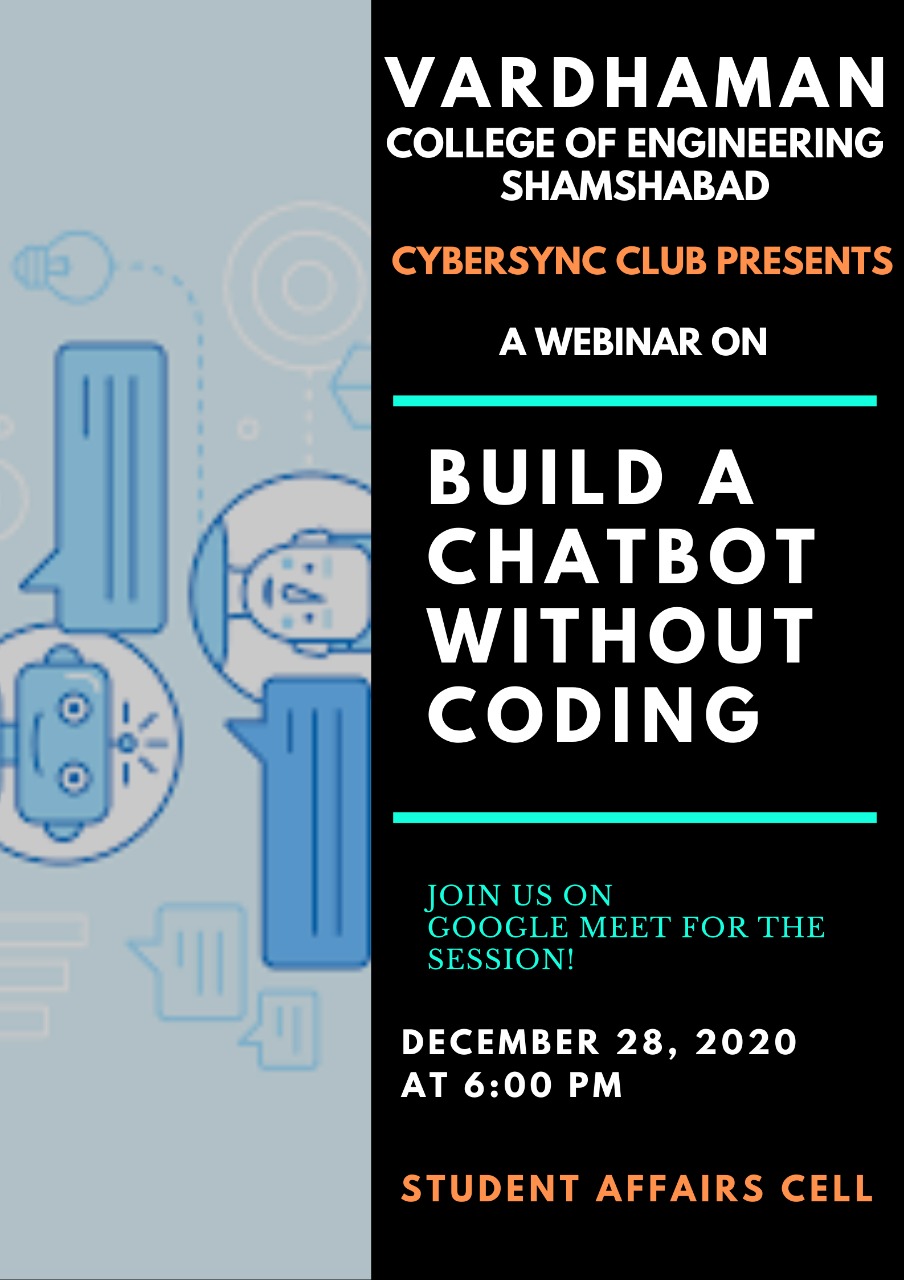 VARDHAMAN
COLLEGE OF ENGINEERING
SHAMSHABAD
CYBERSYNC CLUB PRESENTS
A WEBINAR ON
BUILD A
CHATBOT
WITHOUT
CODING
JOIN US ON
GOOGLE MEET FOR THE
SESSION!
DECEMBER 28, 2020
AT 6:00 PM
STUDENT AFFAIRS CELL